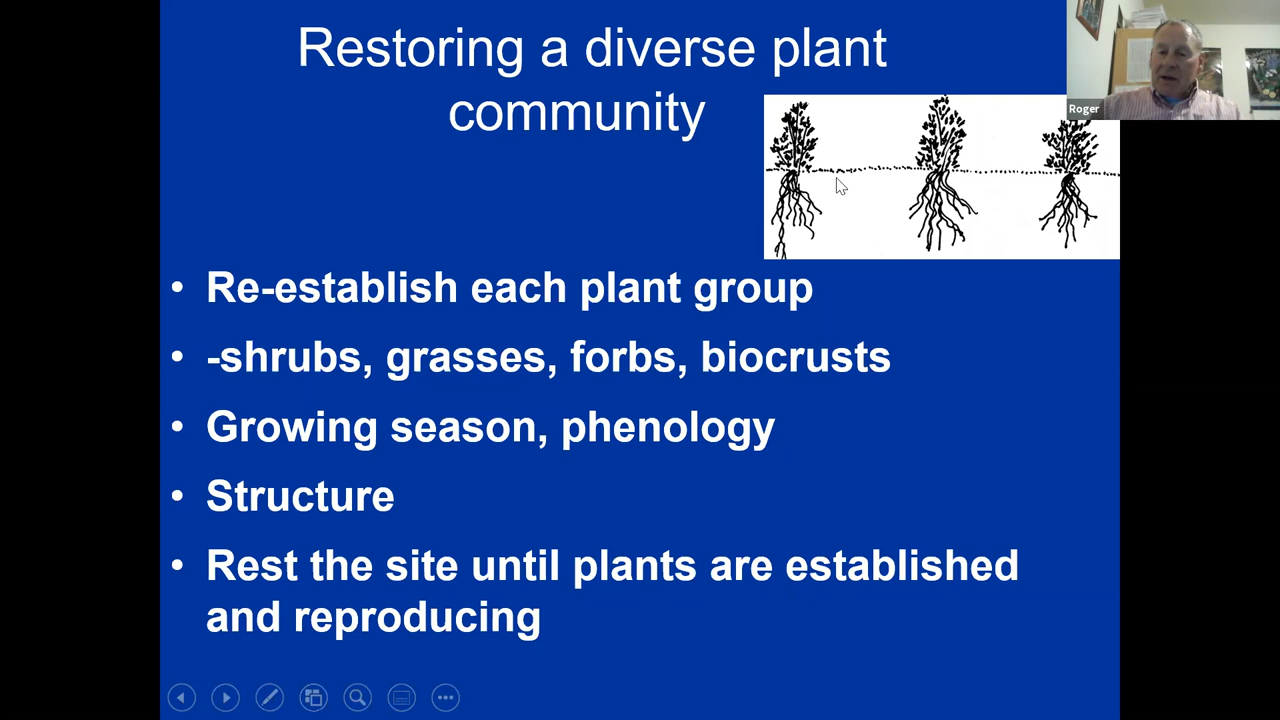 Restoring a diverse plant
community
Roger
• Re-establish each plant group
• -shrubs, grasses, forbs, biocrusts
• Growing season, phenology
• Structure
• Rest the site until plants are established
and reproducing